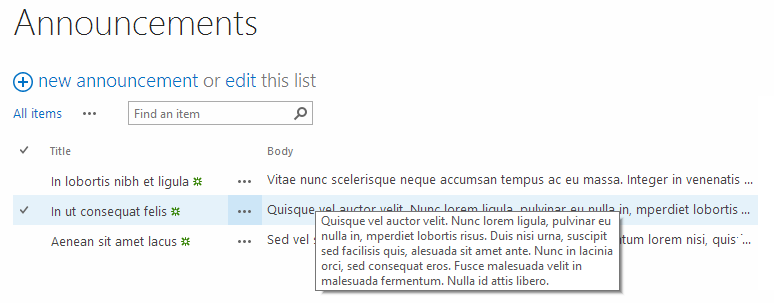 Announcements
new announcement or edit this list
All items ••• Find an item
Title Body
In lobortis nibh et ligula ••• Vitae nunc scelerisque neque accumsan tempus ac eu massa. Integer in venenatis ...
In ut consequat felis ••• Quisque vel auctor velit. Nunc lorem ligula, pulvinar eu nulla in, mperdiet lobortis ...
Aenean sit amet lacus ••• Sed vel tum lorem nisi, quis ...
Quisque vel auctor velit. Nunc lorem ligula, pulvinar eu
nulla in, mperdiet lobortis risus. Duis nisi urna, suscipit
sed facilisis quis, alesuada sit amet ante. Nunc in lacinia
orci, sed consequat eros. Fusce malesuada velit in
malesuada fermentum. Nulla id attis libero.